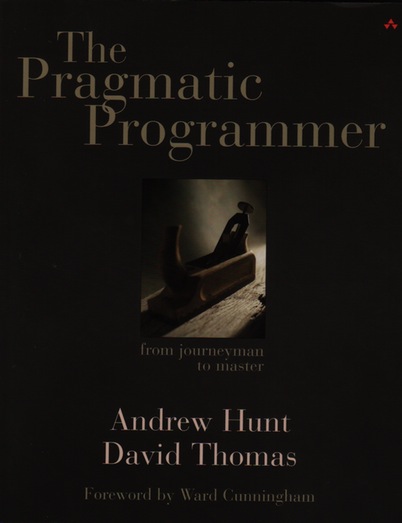 The
Pragmatic
Programmer
from journeyman
to master
Andrew Hunt
David Thomas
Foreword by Ward Cunningham